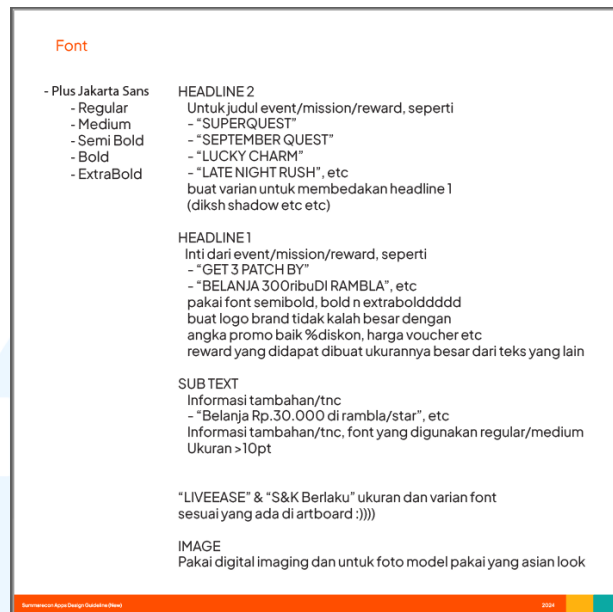 Font
- Plus Jakarta Sans
- Regular
- Medium
- Semi Bold
- Bold
- ExtraBold
HEADLINE 2
Untuk judul event/mission/reward, seperti
- “SUPERQUEST”
- “SEPTEMBER QUEST”
- “LUCKY CHARM”
- “LATE NIGHT RUSH”, etc
buat varian untuk membedakan headline 1
(diksh shadow etc etc)
HEADLINE 1
Inti dari event/mission/reward, seperti
- “GET 3 PATCH BY”
- “BELANJA 300ribuDI RAMBLA”, etc
pakai font semibold, bold n extraboldddd
buat logo brand tidak kalah besar dengan
angka promo baik %diskon, harga voucher etc
reward yang didapat dibuat ukurannya besar dari teks yang lain
SUB TEXT
Informasi tambahan/tnc
- “Belanja Rp.30.000 di rambla/star”, etc
Informasi tambahan/tnc, font yang digunakan regular/medium
Ukuran >10pt
“LIVEEASE” & “S&K Berlaku” ukuran dan varian font
sesuai yang ada di artboard :))))
IMAGE
Pakai digital imaging dan untuk foto model pakai yang asian look
Summarecon Apps Design Guideline (New)
2024